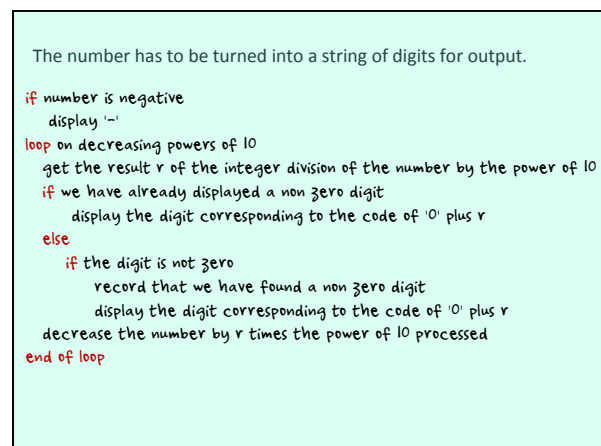 The number has to be turned into a string of digits for output.
if number is negative
display '-'
loop on decreasing powers of 10
get the result r of the integer division of the number by the power of 10
if we have already displayed a non zero digit
display the digit corresponding to the code of '0' plus r
else
if the digit is not zero
record that we have found a non zero digit
display the digit corresponding to the code of '0' plus r
decrease the number by r times the power of 10 processed
end of loop